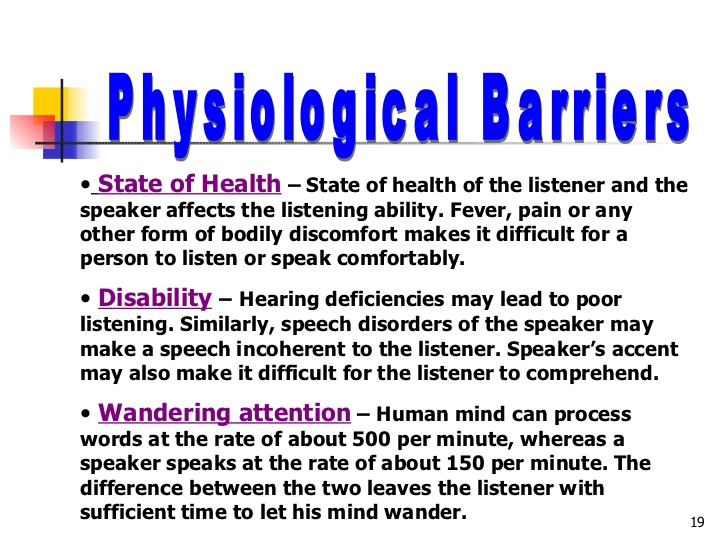 Physiological Barriers
• State of Health – State of health of the listener and the
speaker affects the listening ability. Fever, pain or any
other form of bodily discomfort makes it difficult for a
person to listen or speak comfortably.
• Disability – Hearing deficiencies may lead to poor
listening. Similarly, speech disorders of the speaker may
make a speech incoherent to the listener. Speaker’s accent
may also make it difficult for the listener to comprehend.
• Wandering attention – Human mind can process
words at the rate of about 500 per minute, whereas a
speaker speaks at the rate of about 150 per minute. The
difference between the two leaves the listener with
sufficient time to let his mind wander.
19